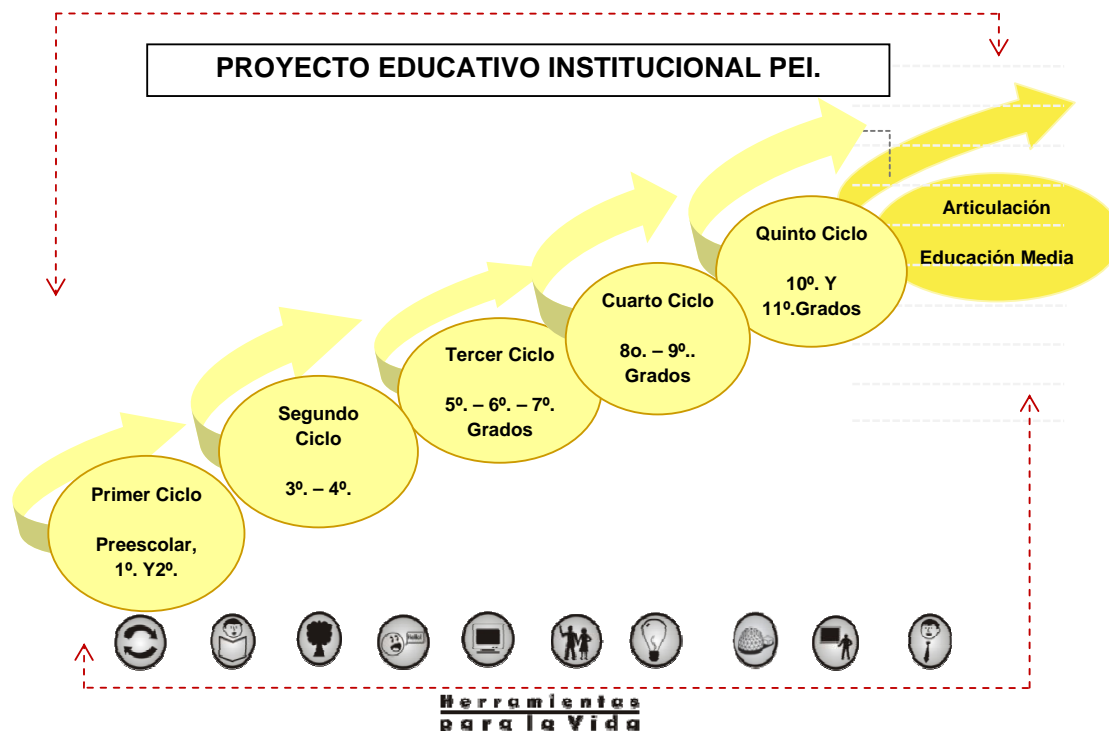 PROYECTO EDUCATIVO INSTITUCIONAL PEI.
Articulación
Educación Media
Quinto Ciclo
10º. Y
11º.Grados
Cuarto Ciclo
8o. – 9º..
Grados
Tercer Ciclo
5º. – 6º. – 7º.
Grados
Segundo
Ciclo
3º. – 4º.
Primer Ciclo
Preescolar,
1º. Y2º.
Hello!
Herramientas
para la Vida